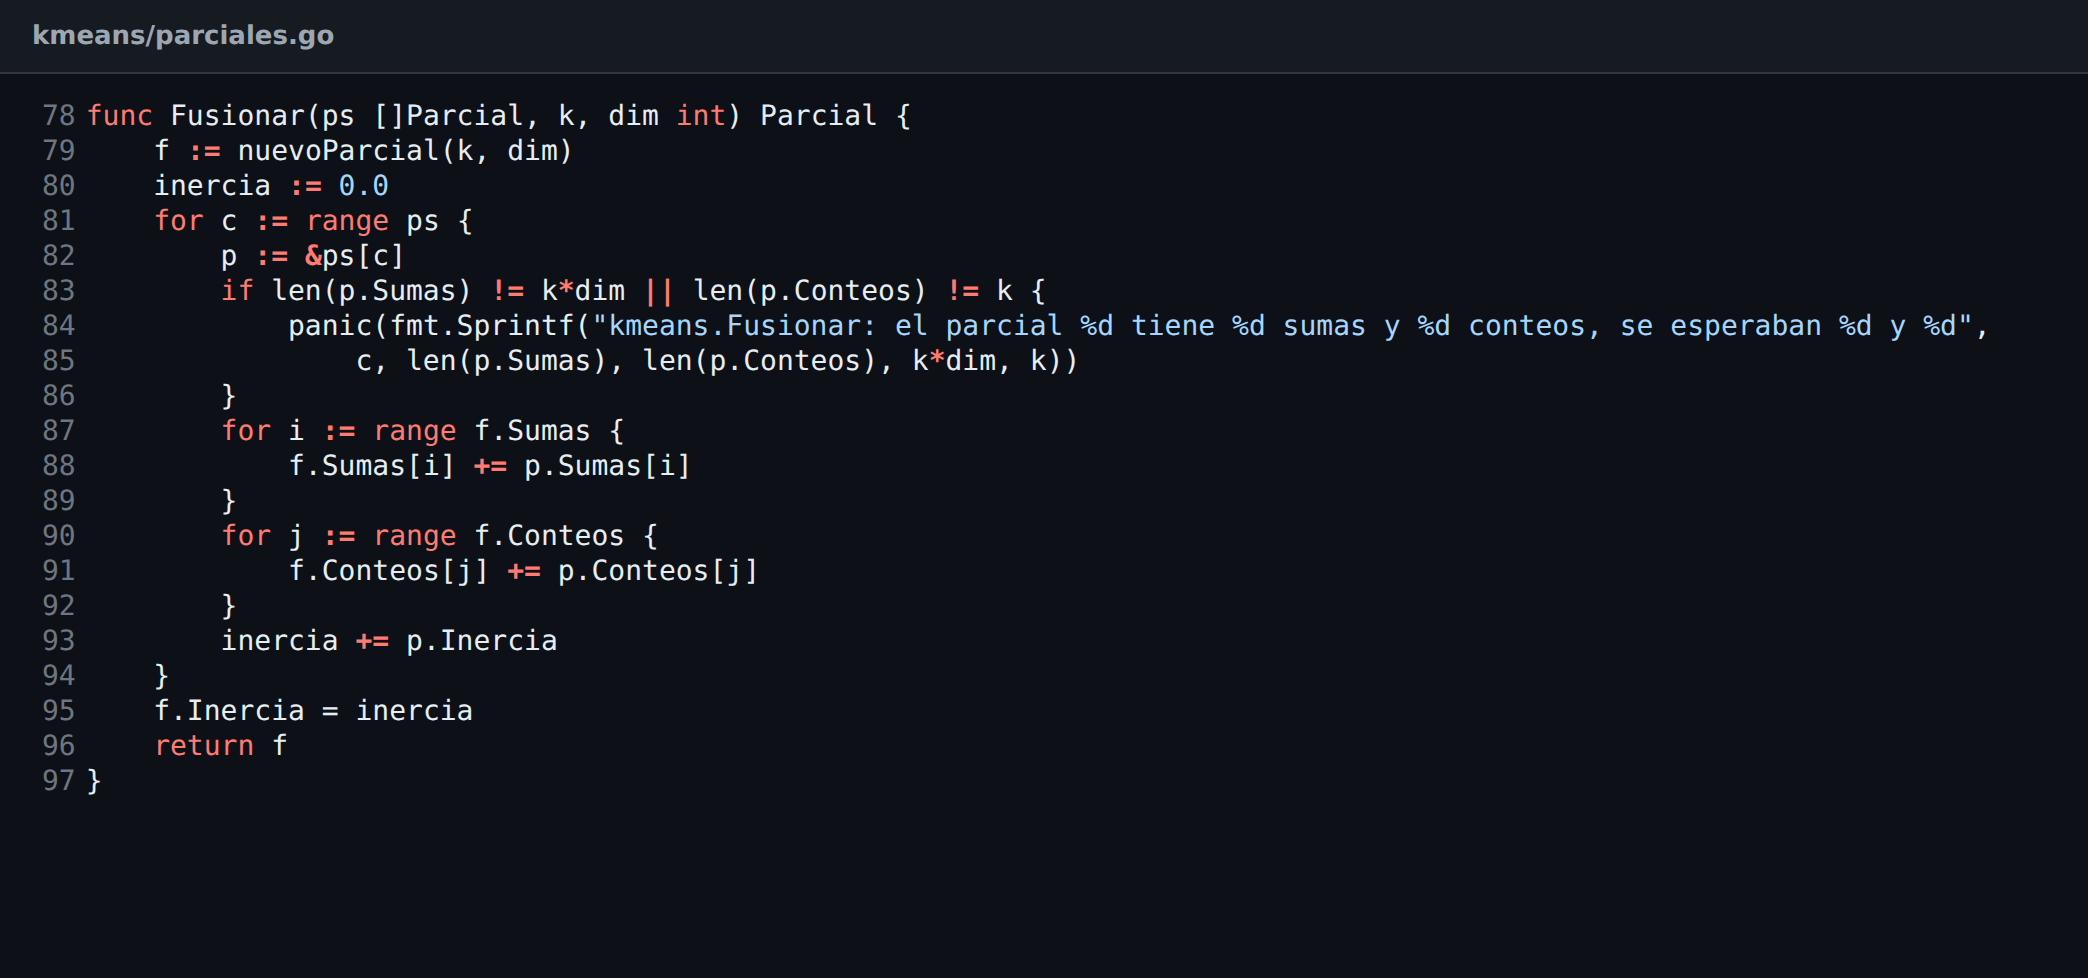 kmeans/parciales.go
78 func Fusionar(ps []Parcial, k, dim int) Parcial {
79     f := nuevoParcial(k, dim)
80     inercia := 0.0
81     for c := range ps {
82         p := &ps[c]
83         if len(p.Sumas) != k*dim || len(p.Conteos) != k {
84             panic(fmt.Sprintf("kmeans.Fusionar: el parcial %d tiene %d sumas y %d conteos, se esperaban %d y %d",
85                 c, len(p.Sumas), len(p.Conteos), k*dim, k))
86         }
87         for i := range f.Sumas {
88             f.Sumas[i] += p.Sumas[i]
89         }
90         for j := range f.Conteos {
91             f.Conteos[j] += p.Conteos[j]
92         }
93         inercia += p.Inercia
94     }
95     f.Inercia = inercia
96     return f
97 }